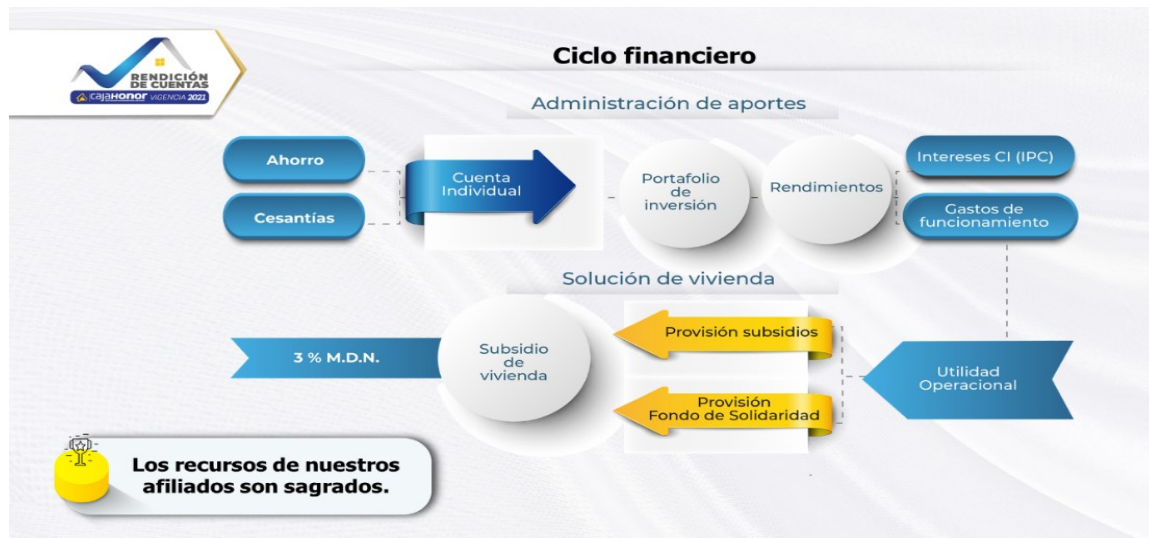 RENDICIÓN
DE CUENTAS
CajaHonor VIGENCIA 2021
Ciclo financiero
Administración de aportes
Ahorro
Cesantías
Cuenta
Individual
Portafolio
de
inversión
Rendimientos
Intereses CI (IPC)
Gastos de
funcionamiento
Solución de vivienda
3 % M.D.N.
Subsidio
de
vivienda
Provisión subsidios
Provisión
Fondo de Solidaridad
Utilidad
Operacional
Los recursos de nuestros
afiliados son sagrados.